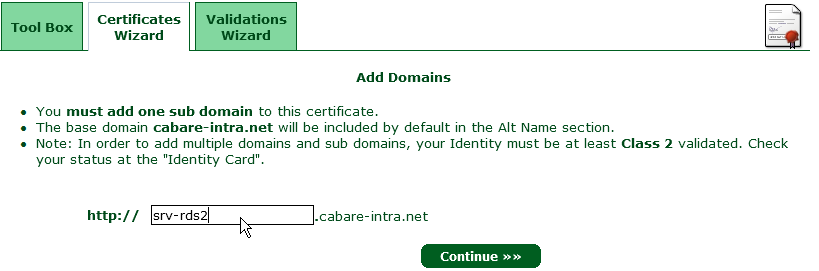 Tool Box
Certificates
Wizard
Validations
Wizard
Add Domains
You must add one sub domain to this certificate.
The base domain cabare-intra.net will be included by default in the Alt Name section.
Note: In order to add multiple domains and sub domains, your Identity must be at least Class 2 validated. Check
your status at the "Identity Card".
http:// srv-rds2 .cabare-intra.net
Continue »»